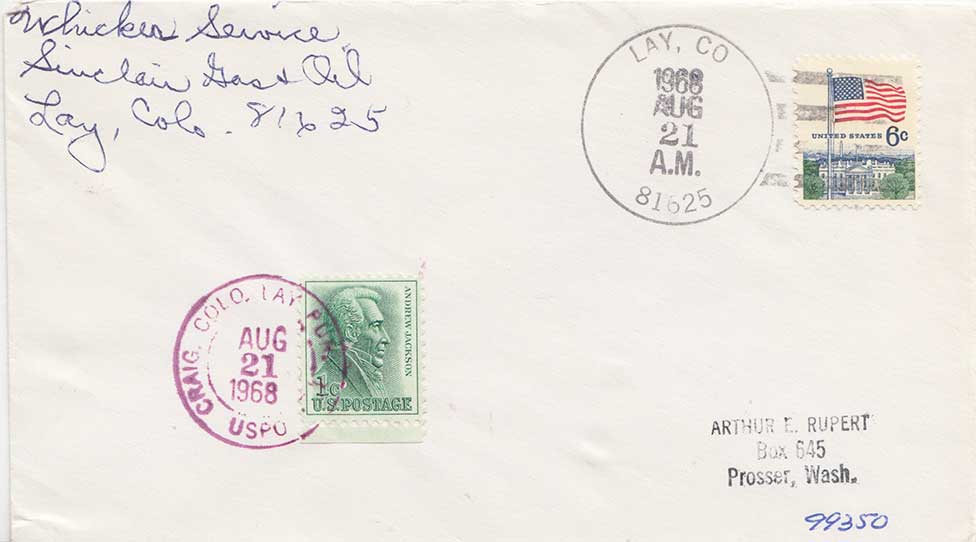 Whicker Service
Sinclair Gas & Oil
Lay, Colo. 81625
LAY, CO
1968
AUG
21
A.M.
81625
UNITED STATES 6c
CRAIG, COLO. LAY
AUG
21
1968
USPO
ANDREW JACKSON
1c
U.S. POSTAGE
ARTHUR E. RUPERT
Box 645
Prosser, Wash.
99350